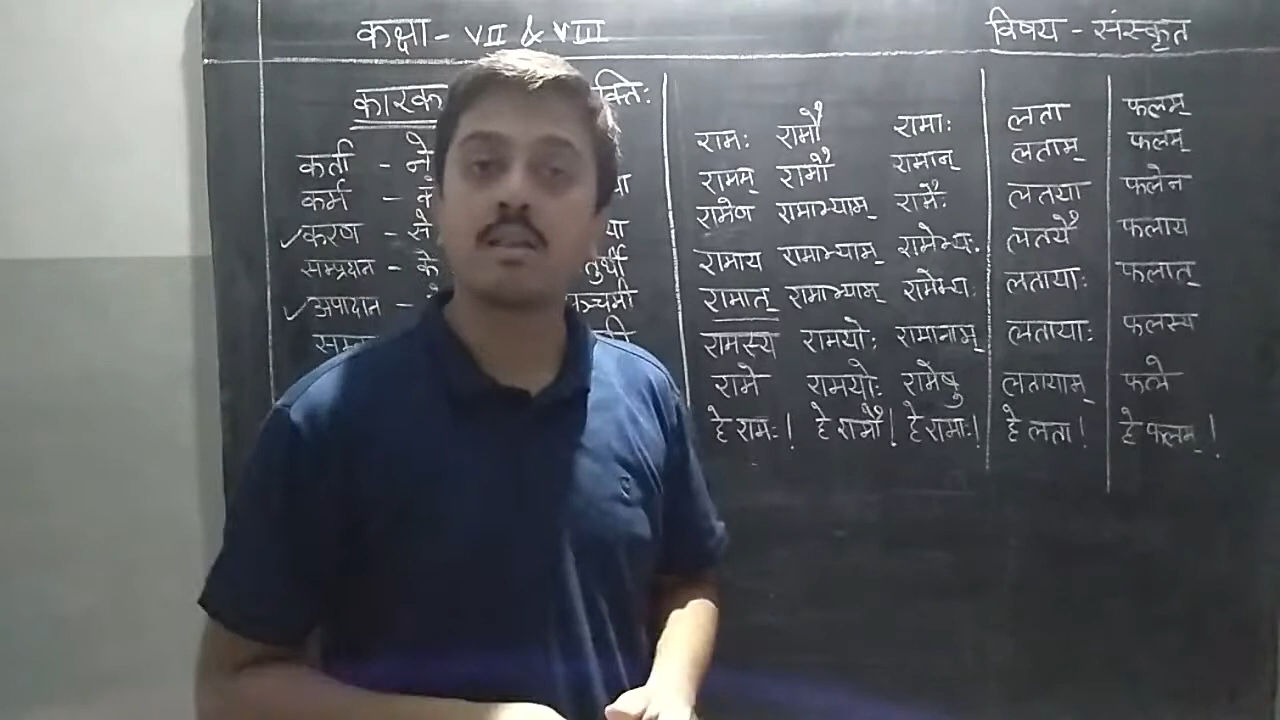 कक्षा - VII & VIII विषय - संस्कृत
कारक क्तिः
कर्ता - ने
कर्म -
करण - से
सम्प्रदान - के तुर्थी
अपादान - पञ्चमी
रामः रामौ रामाः लता फलम्
रामम् रामौ रामान् लताम् फलम्
रामेण रामाभ्याम् रामैः लतया फलेन
रामाय रामाभ्याम् रामेभ्यः लतायै फलाय
रामात् रामाभ्याम् रामेभ्यः लतायाः फलात्
रामस्य रामयोः रामानाम् लतायाः फलस्य
रामे रामयोः रामेषु लतायाम् फले
हे रामः! हे रामौ! हे रामाः! हे लता! हे फलम्!